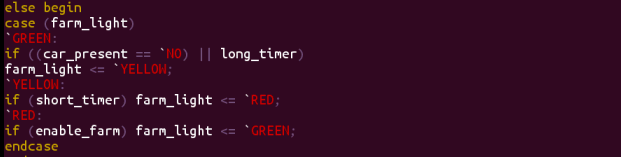 else begin
case (farm_light)
`GREEN:
if ((car_present == `NO) || long_timer)
farm_light <= `YELLOW;
`YELLOW:
if (short_timer) farm_light <= `RED;
`RED:
if (enable_farm) farm_light <= `GREEN;
endcase